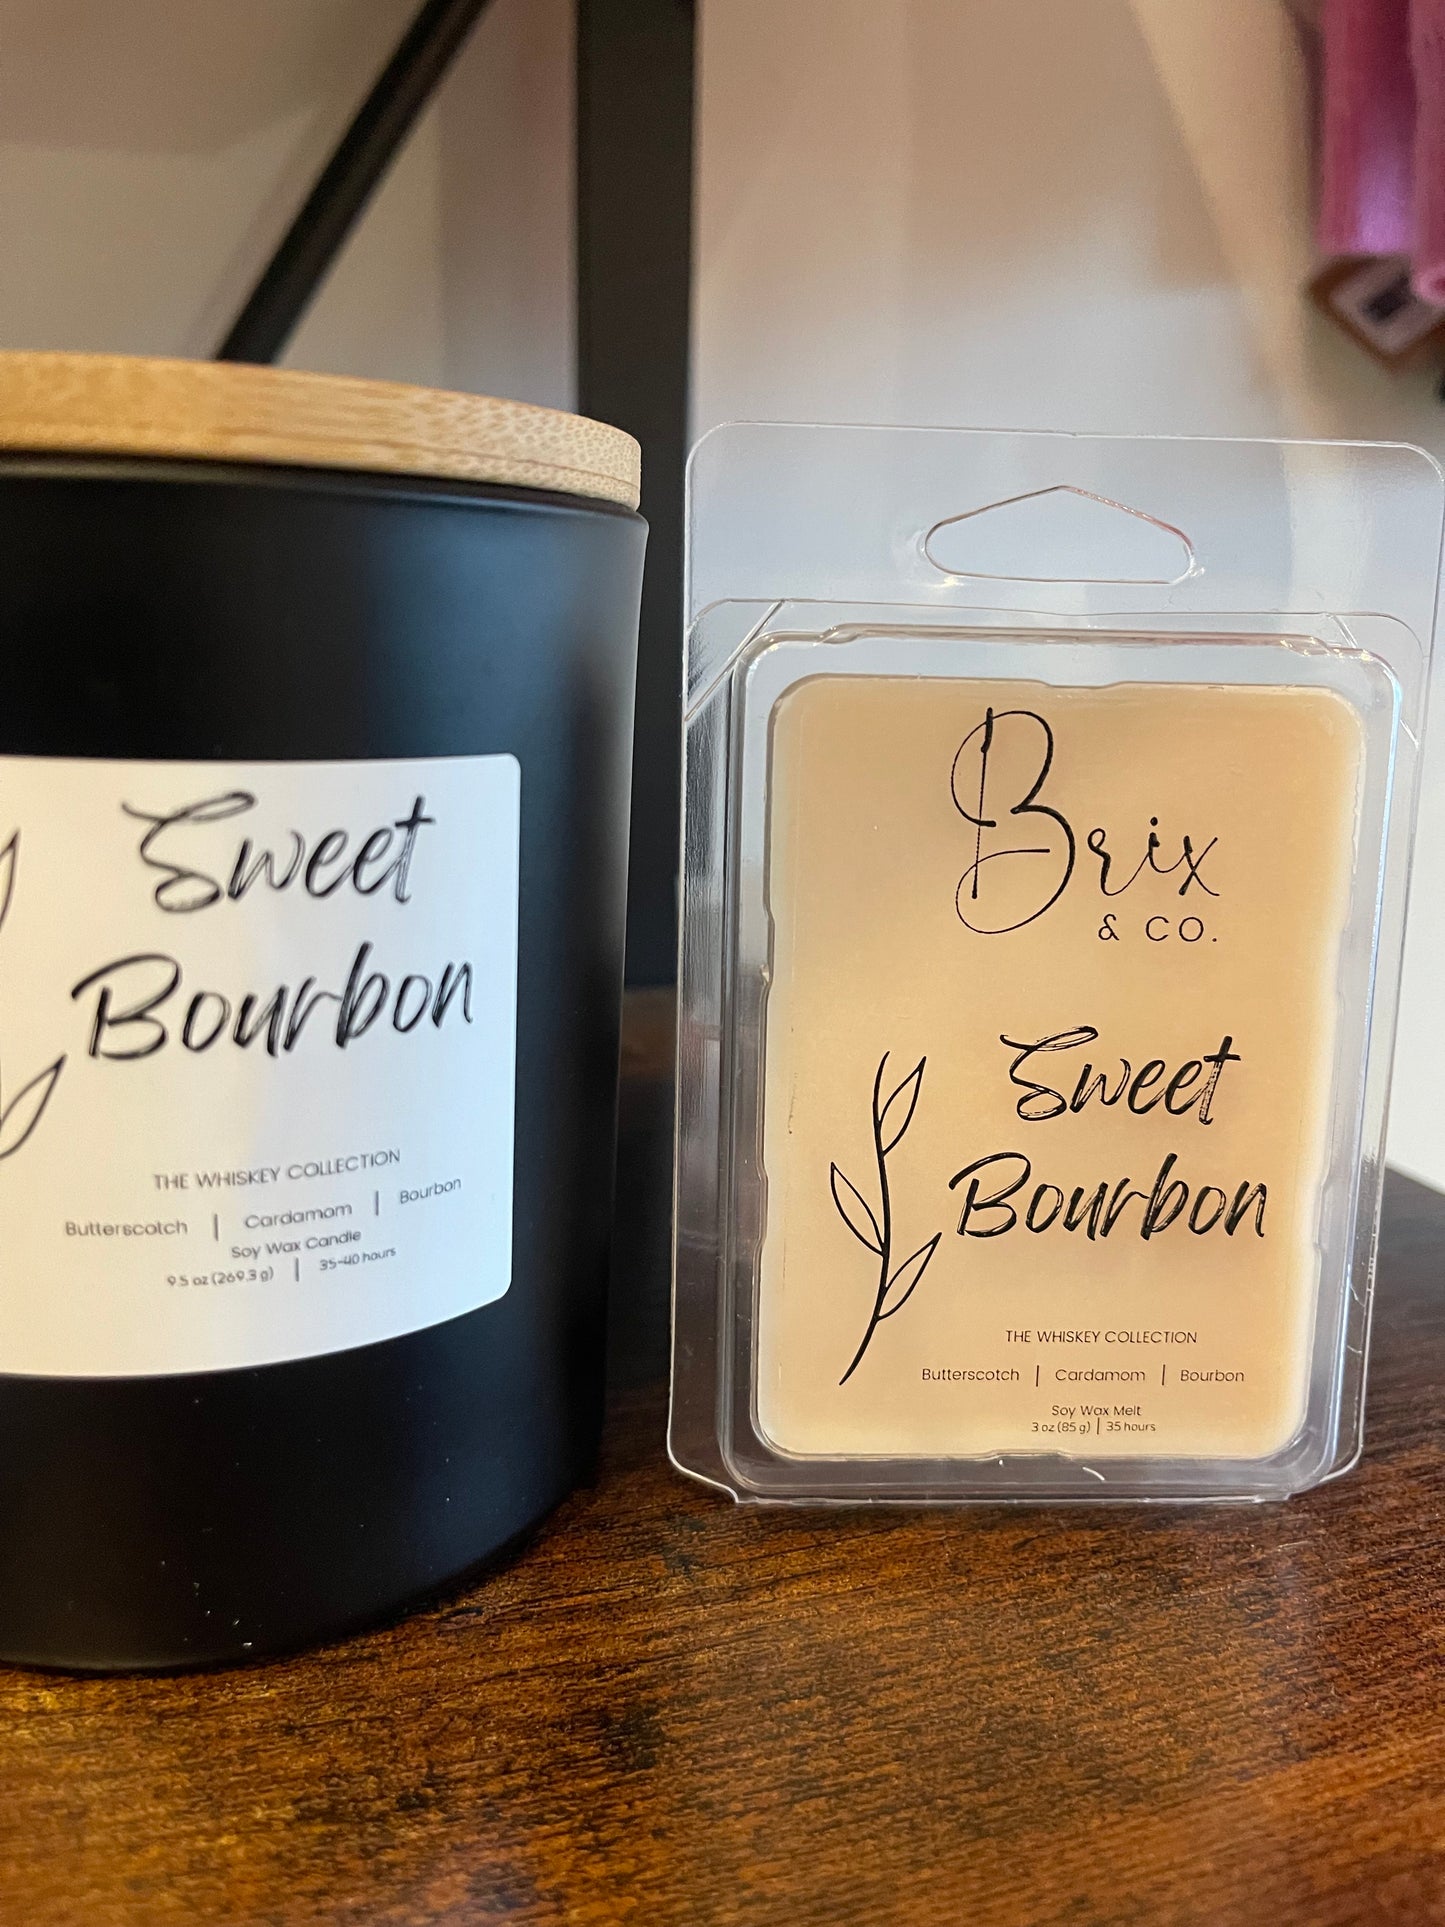 Sweet
Bourbon
THE WHISKEY COLLECTION
Butterscotch | Cardamom | Bourbon
Soy Wax Candle
9.5 oz (269.3 g) | 35-40 hours
Brix
& CO.
Sweet
Bourbon
THE WHISKEY COLLECTION
Butterscotch | Cardamom | Bourbon
Soy Wax Melt
3 oz (85 g) | 35 hours